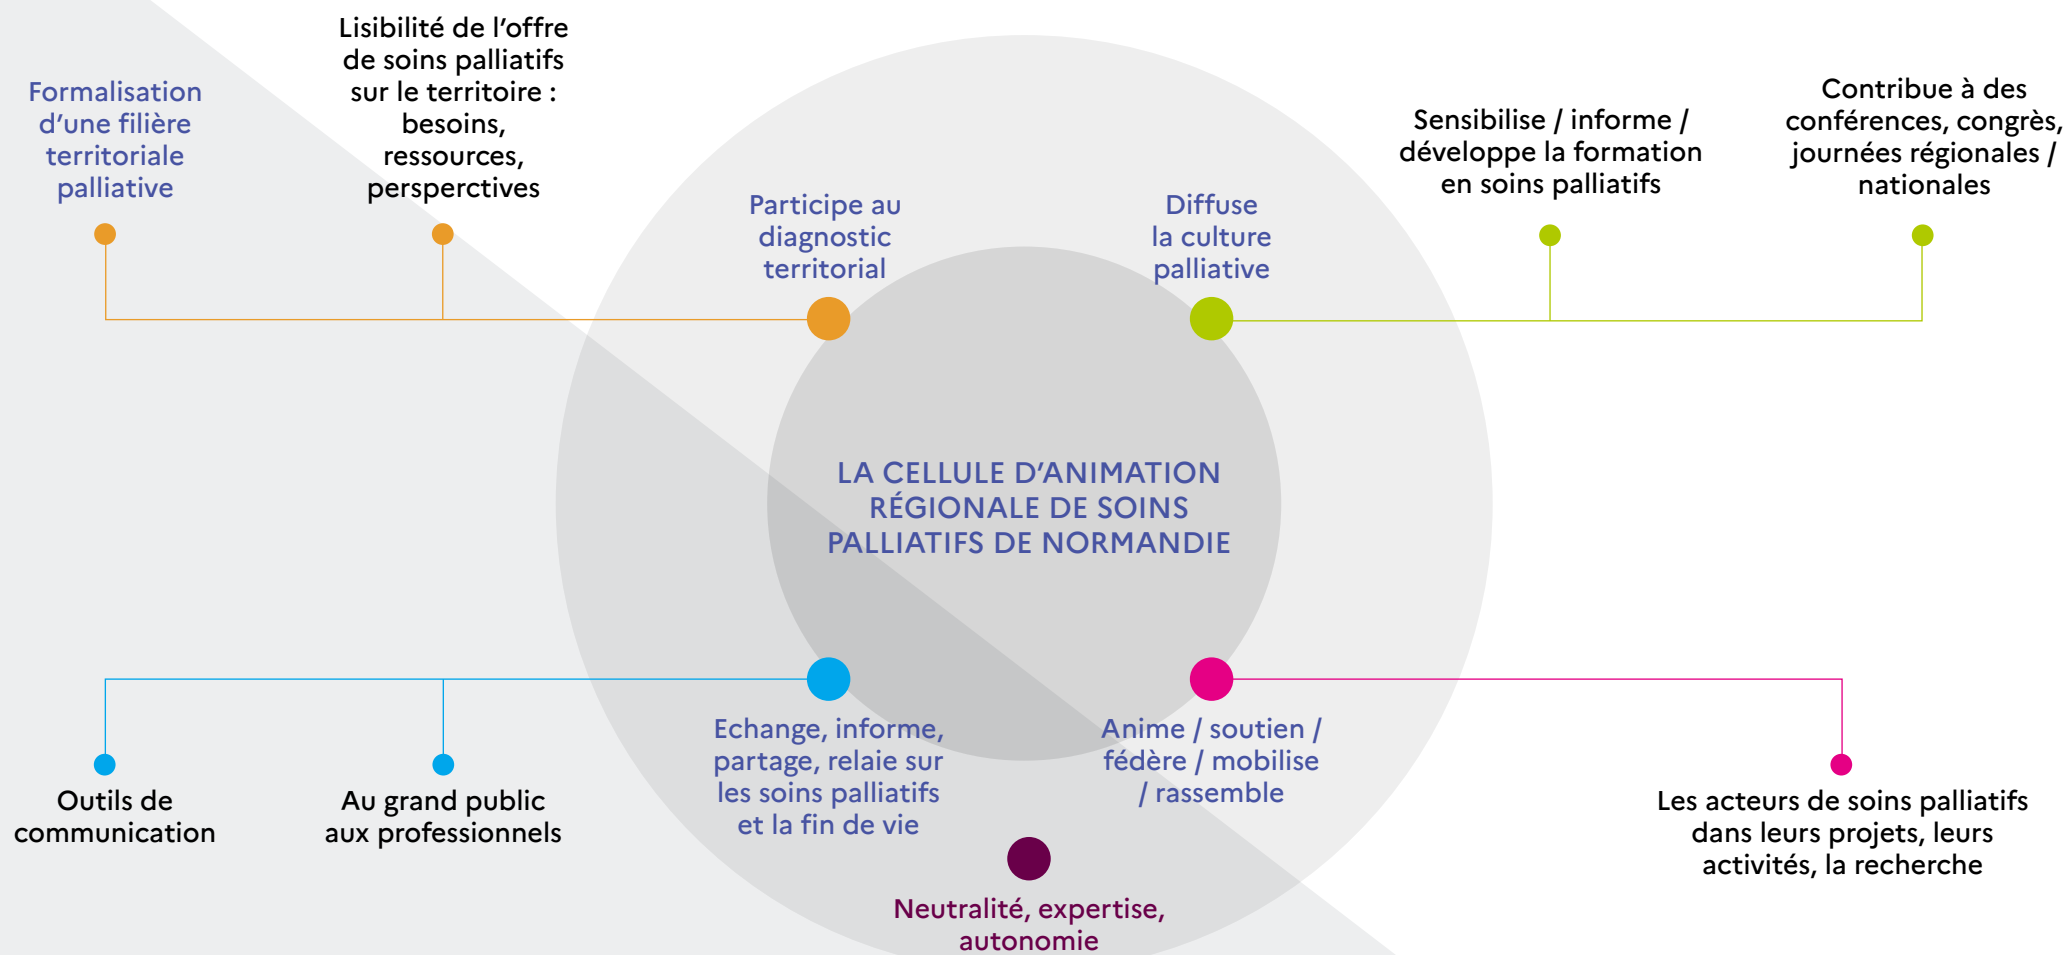 Formalisation
d'une filière
territoriale
palliative
Lisibilité de l'offre
de soins palliatifs
sur le territoire :
besoins,
ressources,
persperctives
Participe au
diagnostic
territorial
Diffuse
la culture
palliative
Sensibilise / informe /
développe la formation
en soins palliatifs
Contribue à des
conférences, congrès,
journées régionales /
nationales
LA CELLULE D'ANIMATION
RÉGIONALE DE SOINS
PALLIATIFS DE NORMANDIE
Outils de
communication
Au grand public
aux professionnels
Echange, informe,
partage, relaie sur
les soins palliatifs
et la fin de vie
Anime / soutien /
fédère / mobilise
/ rassemble
Les acteurs de soins palliatifs
dans leurs projets, leurs
activités, la recherche
Neutralité, expertise,
autonomie